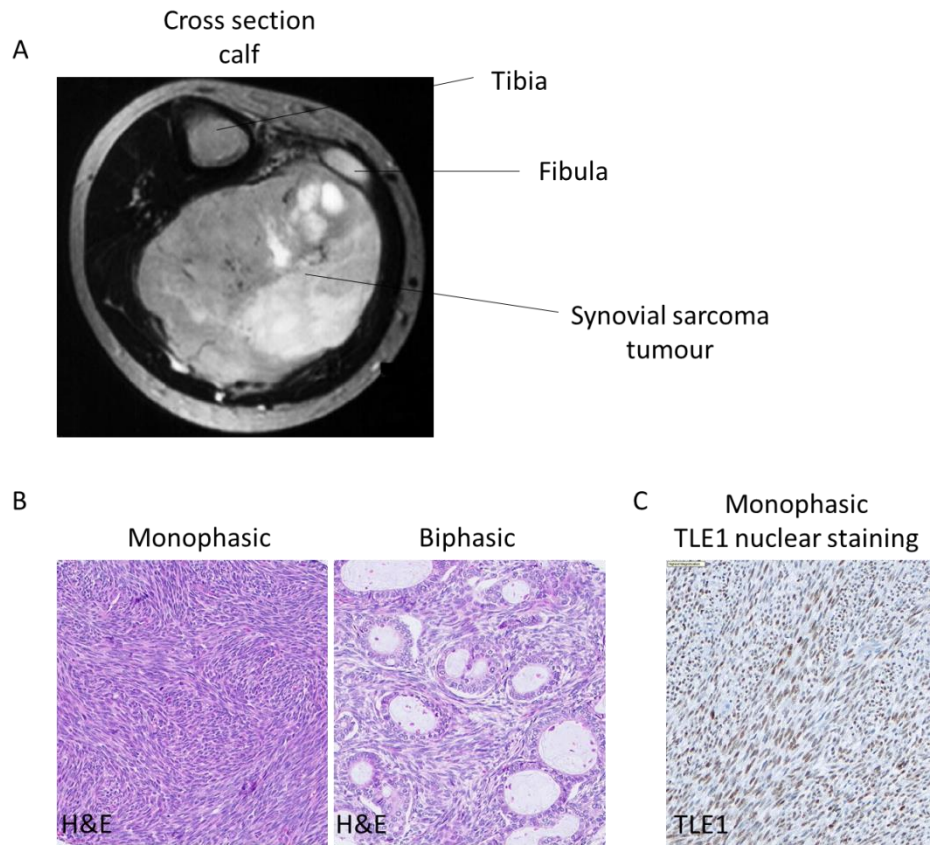 A
Cross section
calf
Tibia
Fibula
Synovial sarcoma
tumour
B
Monophasic
Biphasic
H&E
H&E
C
Monophasic
TLE1 nuclear staining
TLE1